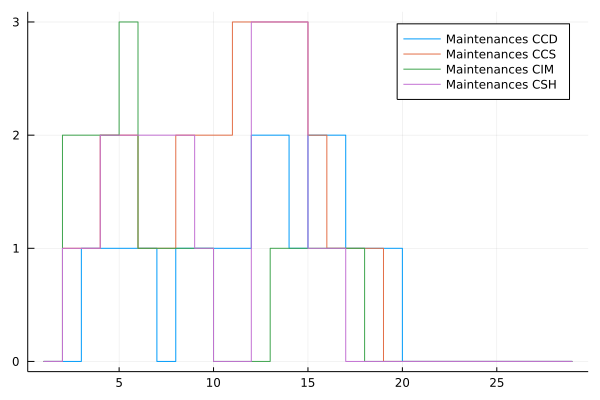 3
Maintenances CCD
Maintenances CCS
Maintenances CIM
Maintenances CSH
2
1
0
5 10 15 20 25